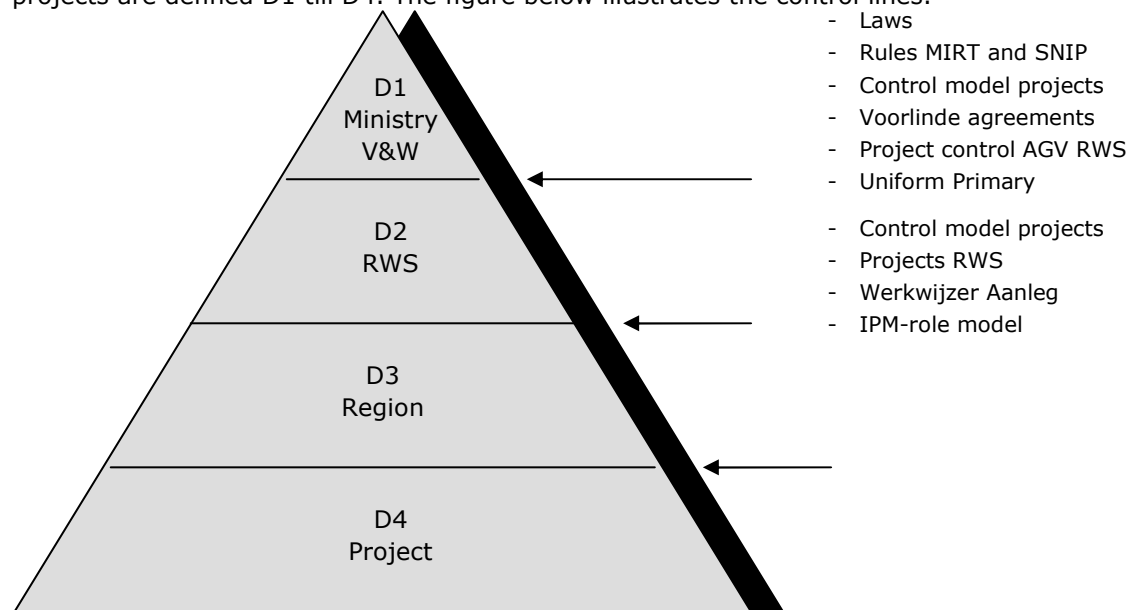 projects are defined D1 till D4. The figure below illustrates the control lines.
D1
Ministry
V&W
D2
RWS
D3
Region
D4
Project
- Laws
- Rules MIRT and SNIP
- Control model projects
- Voorlinde agreements
- Project control AGV RWS
- Uniform Primary
- Control model projects
- Projects RWS
- Werkwijzer Aanleg
- IPM-role model